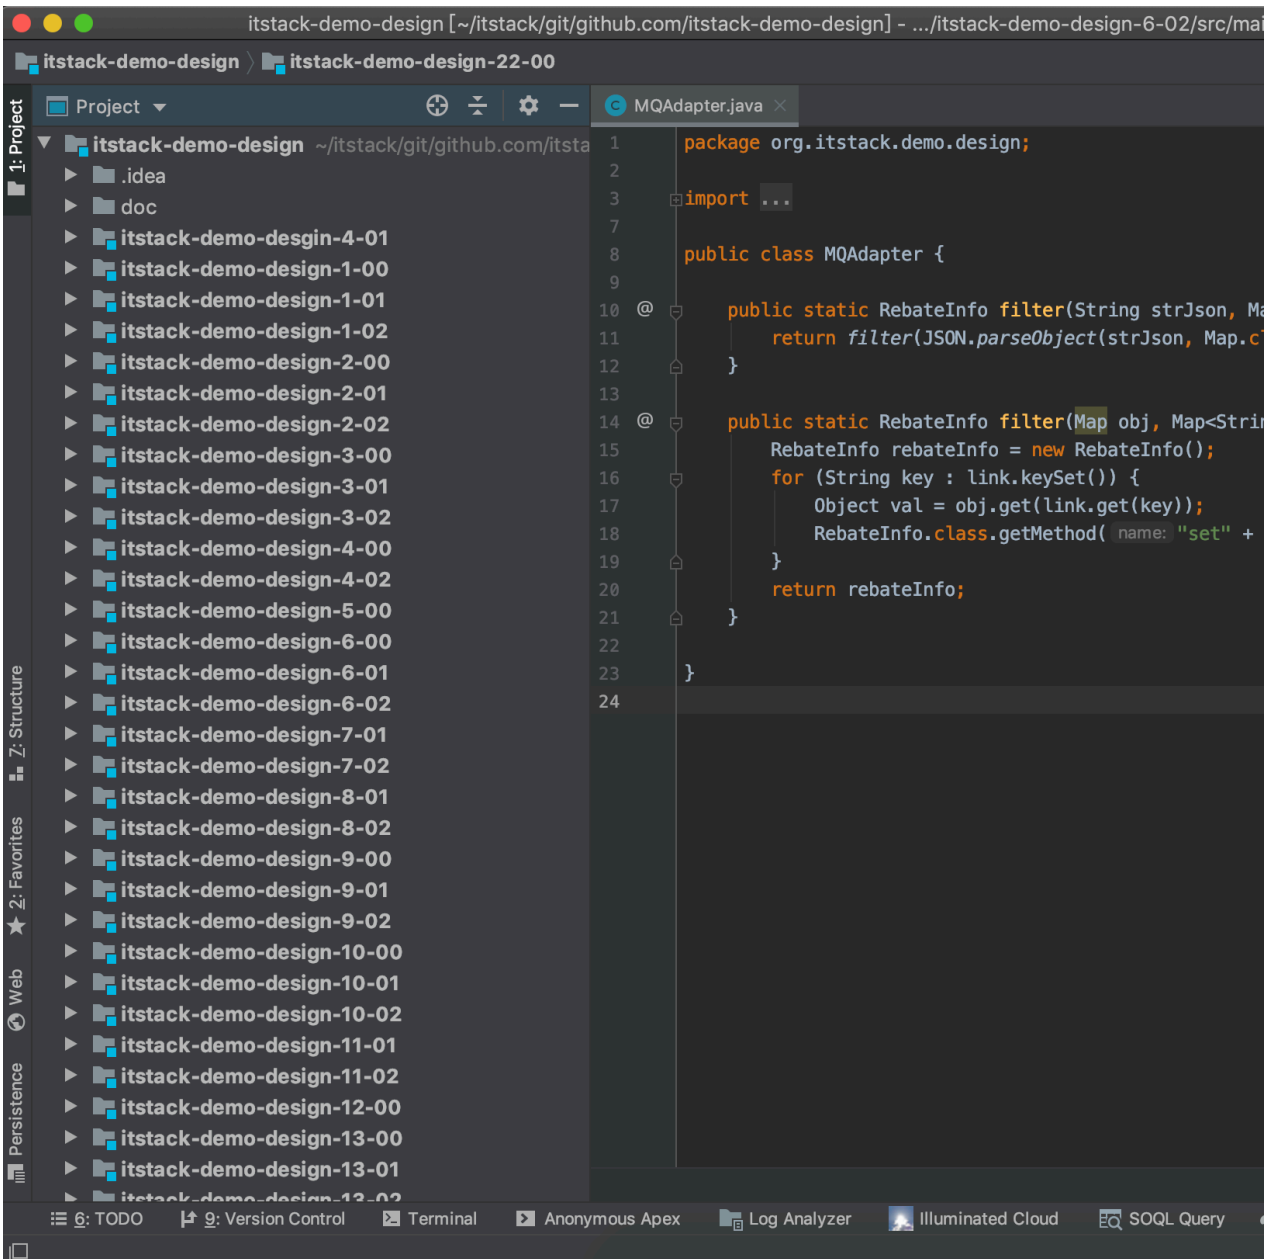 itstack-demo-design [~/itstack/git/github.com/itstack-demo-design] - .../itstack-demo-design-6-02/src/mai
itstack-demo-design
itstack-demo-design-22-00
1: Project
7: Structure
2: Favorites
Web
Persistence
Project
itstack-demo-design ~/itstack/git/github.com/itsta
.idea
doc
itstack-demo-desgin-4-01
itstack-demo-design-1-00
itstack-demo-design-1-01
itstack-demo-design-1-02
itstack-demo-design-2-00
itstack-demo-design-2-01
itstack-demo-design-2-02
itstack-demo-design-3-00
itstack-demo-design-3-01
itstack-demo-design-3-02
itstack-demo-design-4-00
itstack-demo-design-4-02
itstack-demo-design-5-00
itstack-demo-design-6-00
itstack-demo-design-6-01
itstack-demo-design-6-02
itstack-demo-design-7-01
itstack-demo-design-7-02
itstack-demo-design-8-01
itstack-demo-design-8-02
itstack-demo-design-9-00
itstack-demo-design-9-01
itstack-demo-design-9-02
itstack-demo-design-10-00
itstack-demo-design-10-01
itstack-demo-design-10-02
itstack-demo-design-11-01
itstack-demo-design-11-02
itstack-demo-design-12-00
itstack-demo-design-13-00
itstack-demo-design-13-01
itstack-demo-design-13-02
C MQAdapter.java
1 package org.itstack.demo.design;
2
3 import ...
7
8 public class MQAdapter {
9
10 @ public static RebateInfo filter(String strJson, Ma
11 return filter(JSON.parseObject(strJson, Map.cl
12 }
13
14 @ public static RebateInfo filter(Map obj, Map<Strin
15 RebateInfo rebateInfo = new RebateInfo();
16 for (String key : link.keySet()) {
17 Object val = obj.get(link.get(key));
18 RebateInfo.class.getMethod( name: "set" +
19 }
20 return rebateInfo;
21 }
22
23 }
24
6: TODO
9: Version Control
Terminal
Anonymous Apex
Log Analyzer
Illuminated Cloud
SOQL Query